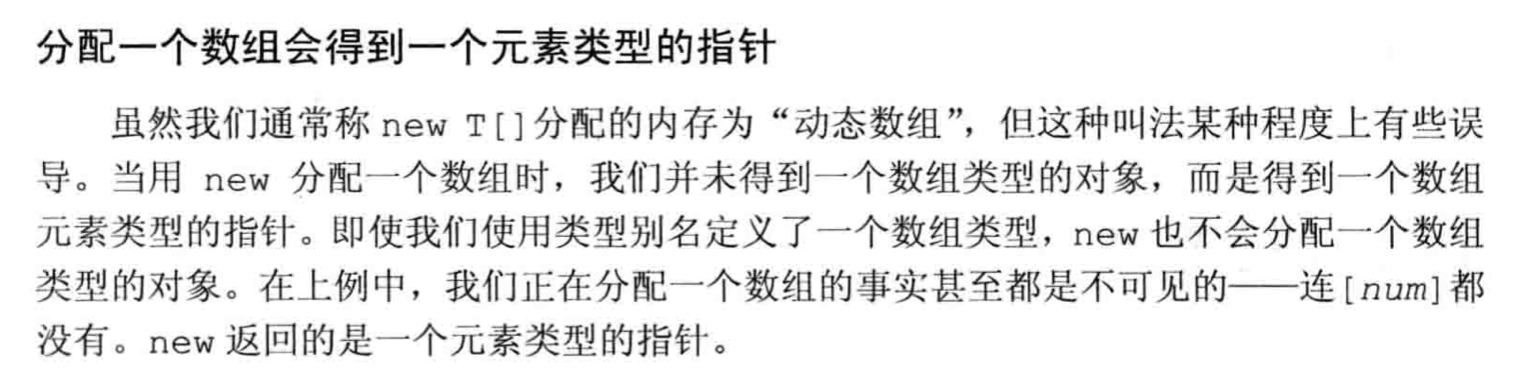 分配一个数组会得到一个元素类型的指针
虽然我们通常称 new T[]分配的内存为“动态数组”，但这种叫法某种程度上有些误
导。当用 new 分配一个数组时，我们并未得到一个数组类型的对象，而是得到一个数组
元素类型的指针。即使我们使用类型别名定义了一个数组类型，new 也不会分配一个数组
类型的对象。在上例中，我们正在分配一个数组的事实甚至都是不可见的——连[num]都
没有。new 返回的是一个元素类型的指针。